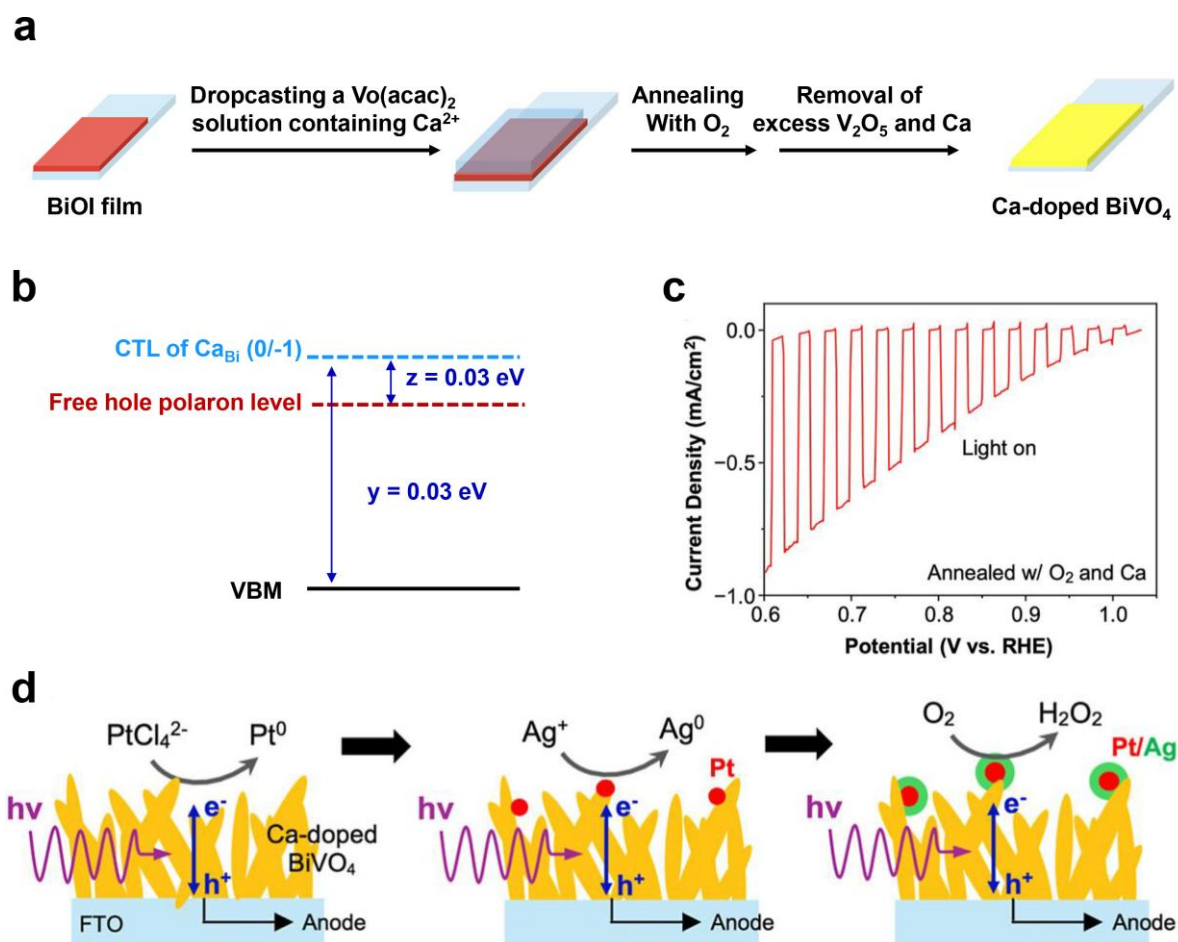 a
Dropcasting a Vo(acac)₂
solution containing Ca²⁺
Annealing
With O₂
Removal of
excess V₂O₅ and Ca
BiOI film
Ca-doped BiVO₄
b
CTL of Ca_Bi (0/-1)
z = 0.03 eV
Free hole polaron level
y = 0.03 eV
VBM
c
Current Density (mA/cm²)
0.0
−0.5
−1.0
Light on
Annealed w/ O₂ and Ca
0.6 0.7 0.8 0.9 1.0
Potential (V vs. RHE)
d
PtCl₄²⁻ Pt⁰
hv
e⁻
h⁺
Ca-doped
BiVO₄
FTO
Anode
Ag⁺ Ag⁰
Pt
hv
e⁻
h⁺
Anode
O₂ H₂O₂
Pt/Ag
hv
e⁻
h⁺
Anode